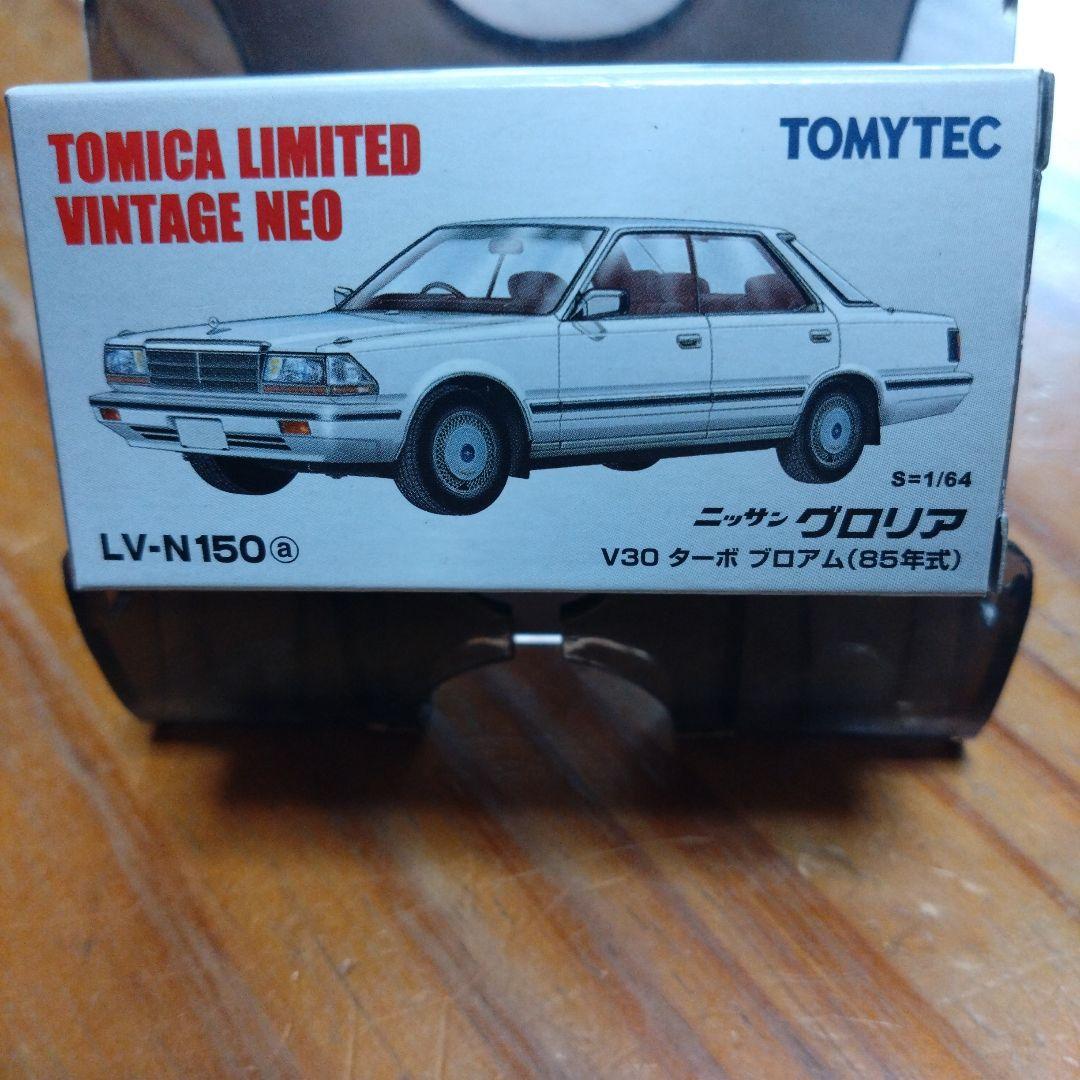 TOMICA LIMITED
VINTAGE NEO
TOMYTEC
S=1/64
LV-N150ⓐ
ニッサン グロリア
V30 ターボ ブロアム(85年式)